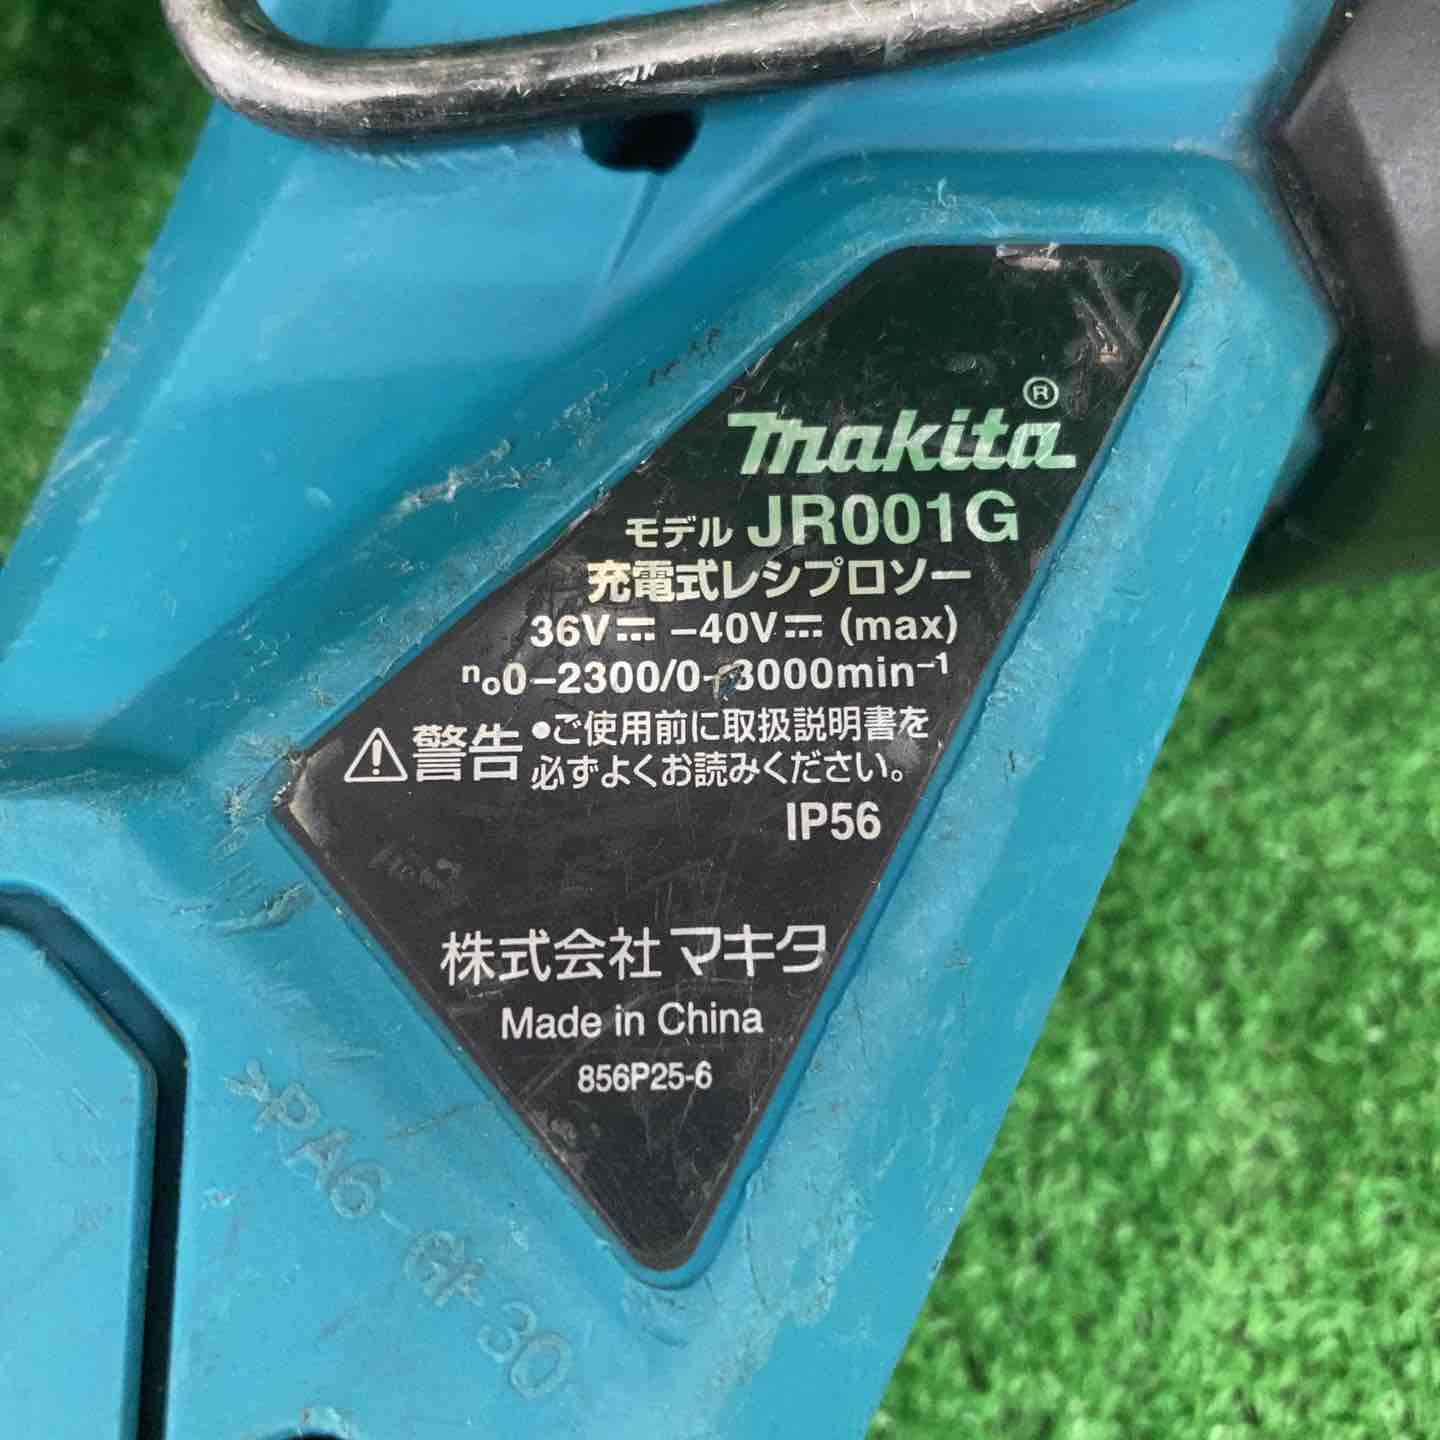 makita®
モデル JR001G
充電式レシプロソー
36V⎓ -40V⎓ (max)
no0-2300/0-3000min-1
⚠警告 •ご使用前に取扱説明書を
必ずよくお読みください。
IP56
株式会社マキタ
Made in China
856P25-6
>PA6-GF30